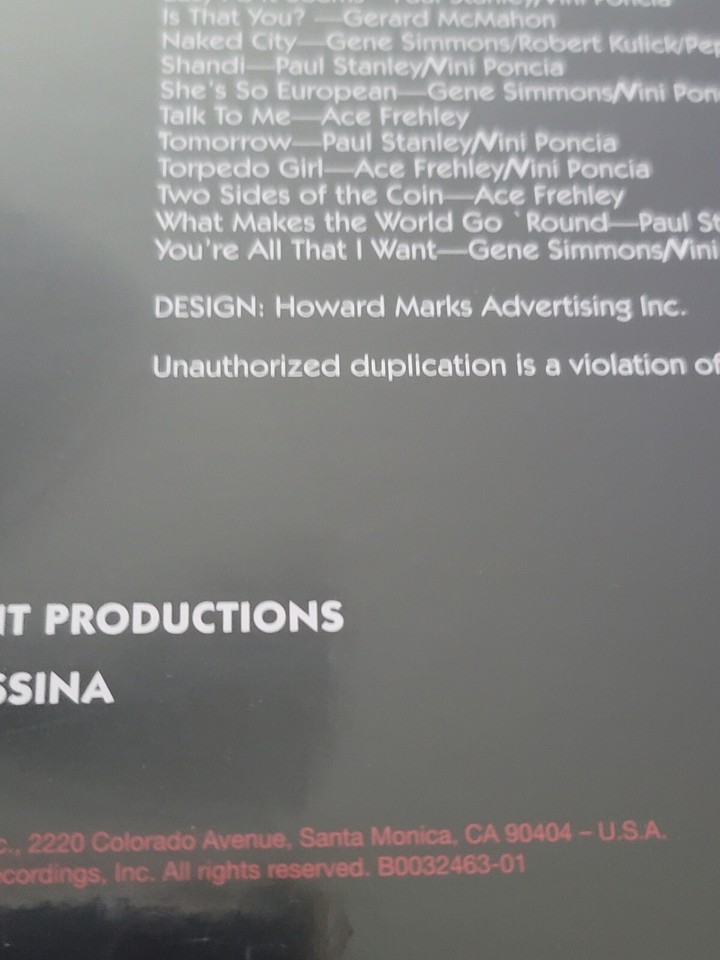 Is That You? —Gerard McMahon
Naked City—Gene Simmons/Robert Kulick/Pep
Shandi—Paul Stanley/Vini Poncia
She's So European—Gene Simmons/Vini Pon
Talk To Me—Ace Frehley
Tomorrow—Paul Stanley/Vini Poncia
Torpedo Girl—Ace Frehley/Vini Poncia
Two Sides of the Coin—Ace Frehley
What Makes the World Go `Round—Paul St
You're All That I Want—Gene Simmons/Vini
DESIGN: Howard Marks Advertising Inc.
Unauthorized duplication is a violation of
IT PRODUCTIONS
SSINA
c., 2220 Colorado Avenue, Santa Monica, CA 90404 – U.S.A.
ecordings, Inc. All rights reserved. B0032463-01